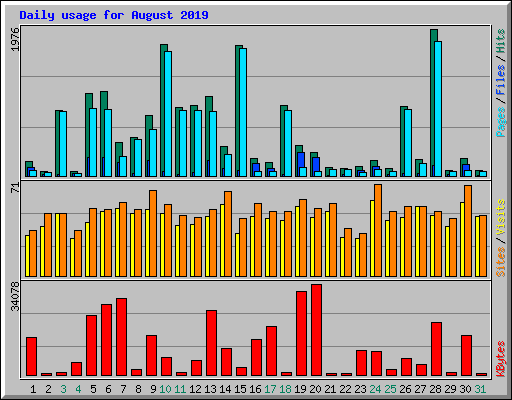 Daily usage for August 2019
1976
Pages / Files / Hits
71
Sites / Visits
34078
KBytes
1 2 3 4 5 6 7 8 9 10 11 12 13 14 15 16 17 18 19 20 21 22 23 24 25 26 27 28 29 30 31